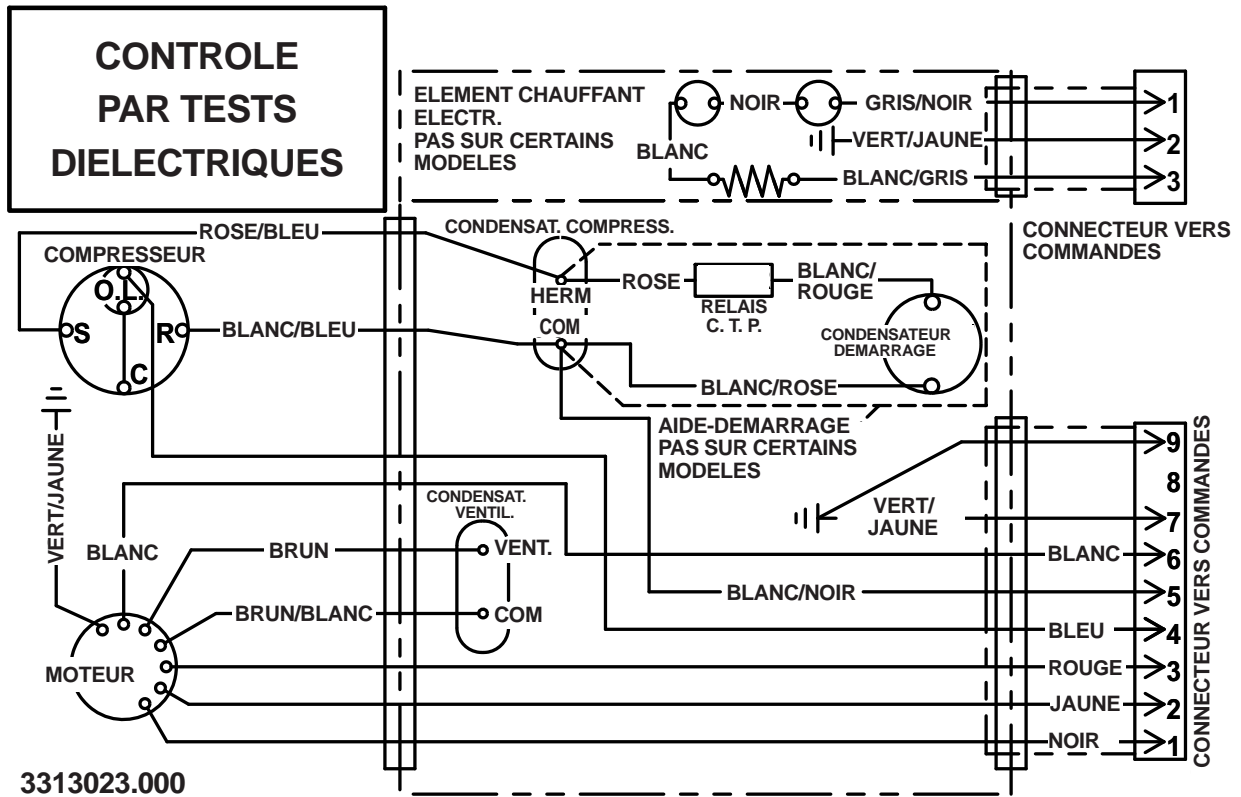 CONTROLE
PAR TESTS
DIELECTRIQUES
ELEMENT CHAUFFANT
ELECTR.
PAS SUR CERTAINS
MODELES
NOIR
GRIS/NOIR
VERT/JAUNE
BLANC
BLANC/GRIS
1
2
3
CONNECTEUR VERS
COMMANDES
ROSE/BLEU
COMPRESSEUR
O.L.
S
R
C
BLANC/BLEU
CONDENSAT. COMPRESS.
HERM
COM
ROSE
RELAIS
C. T. P.
BLANC/
ROUGE
CONDENSATEUR
DEMARRAGE
BLANC/ROSE
AIDE-DEMARRAGE
PAS SUR CERTAINS
MODELES
VERT/JAUNE
BLANC
BRUN
BRUN/BLANC
MOTEUR
CONDENSAT.
VENTIL.
VENT.
COM
VERT/
JAUNE
BLANC/NOIR
BLANC
BLEU
ROUGE
JAUNE
NOIR
9
8
7
6
5
4
3
2
1
CONNECTEUR VERS COMMANDES
3313023.000